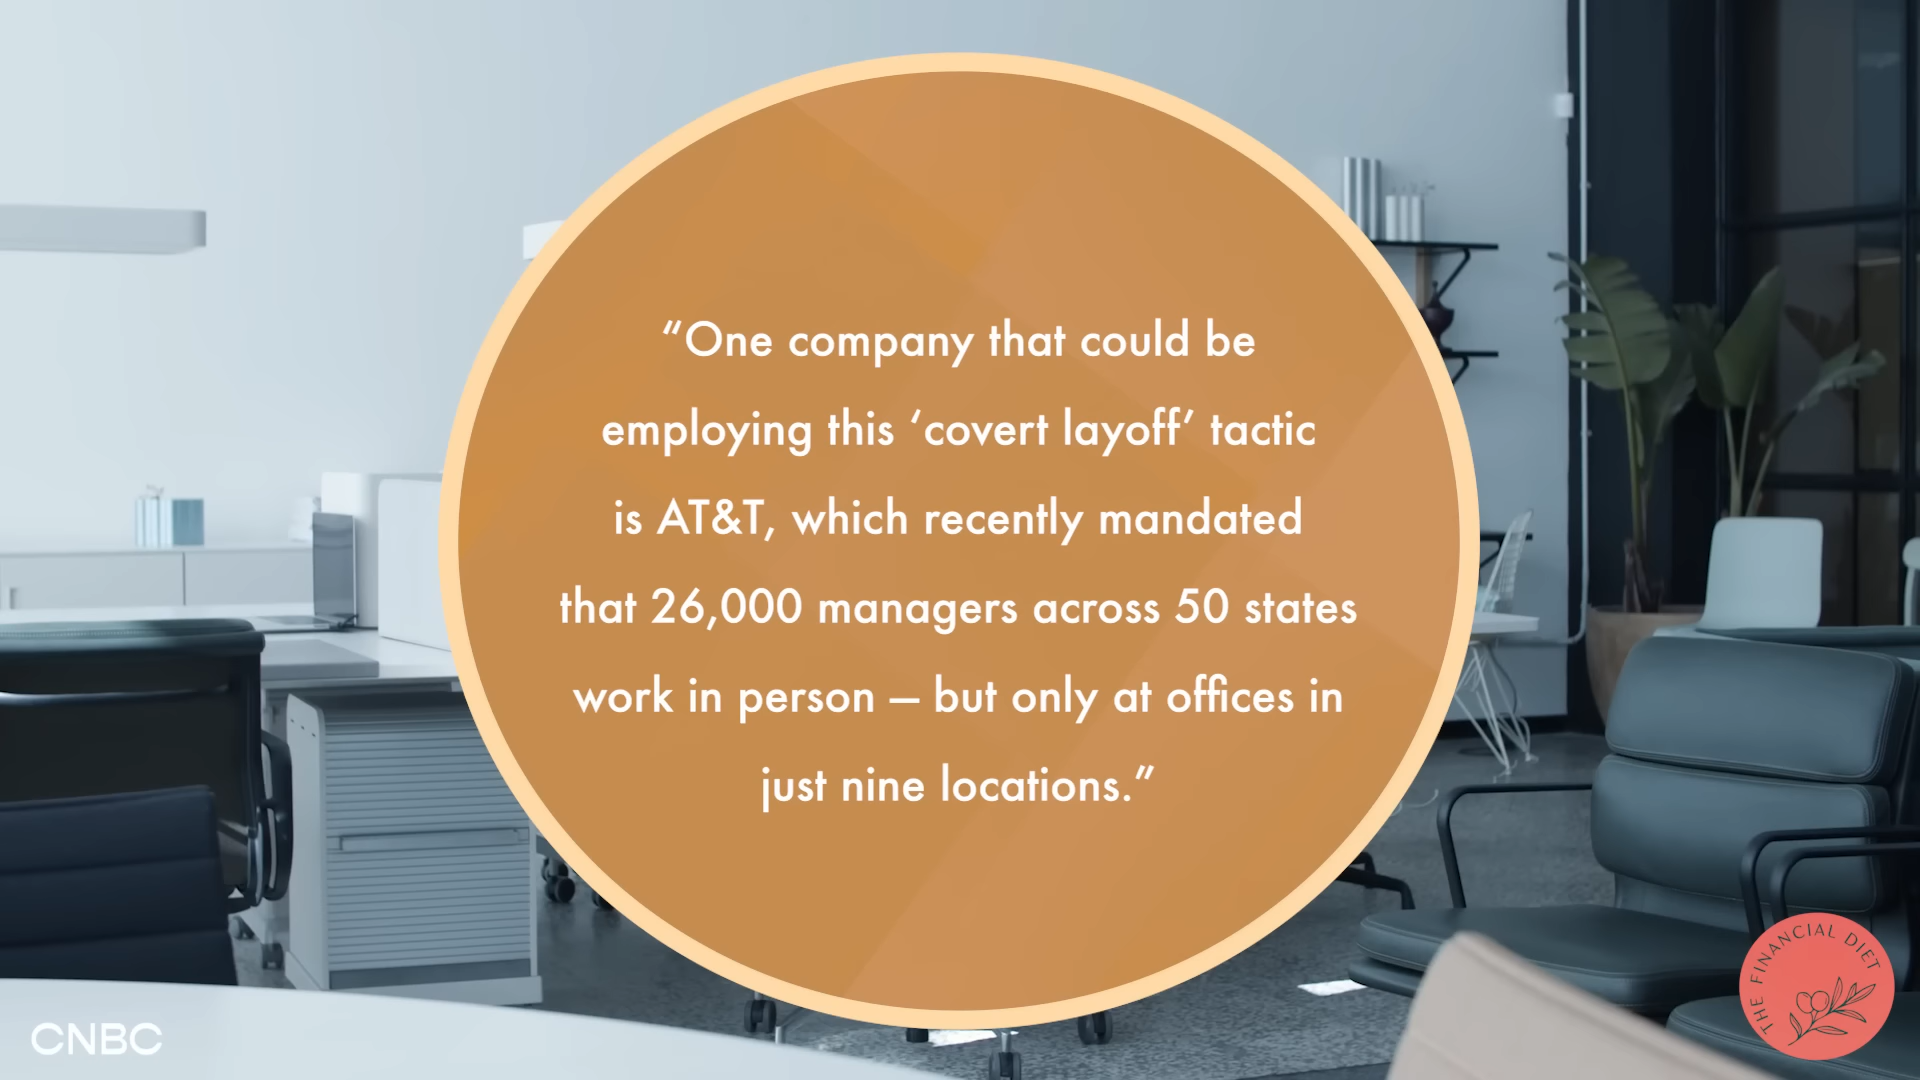 “One company that could be
employing this ‘covert layoff’ tactic
is AT&T, which recently mandated
that 26,000 managers across 50 states
work in person — but only at offices in
just nine locations.”
CNBC
THE FINANCIAL DIET